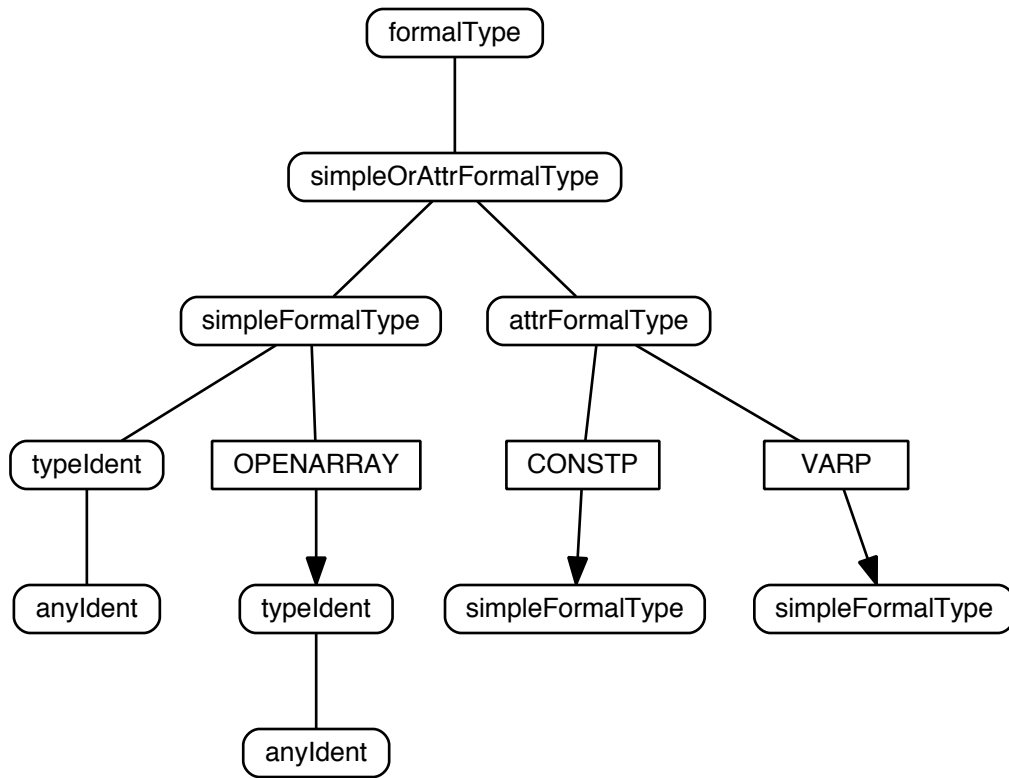 formalType
simpleOrAttrFormalType
simpleFormalType
attrFormalType
typeIdent
OPENARRAY
CONSTP
VARP
anyIdent
typeIdent
simpleFormalType
simpleFormalType
anyIdent